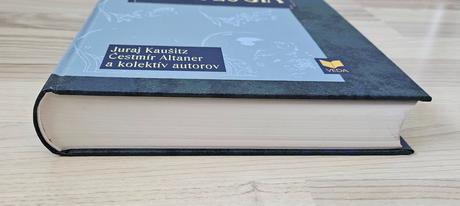 Juraj Kaušitz
Čestmír Altaner
a kolektív autorov
VEDA